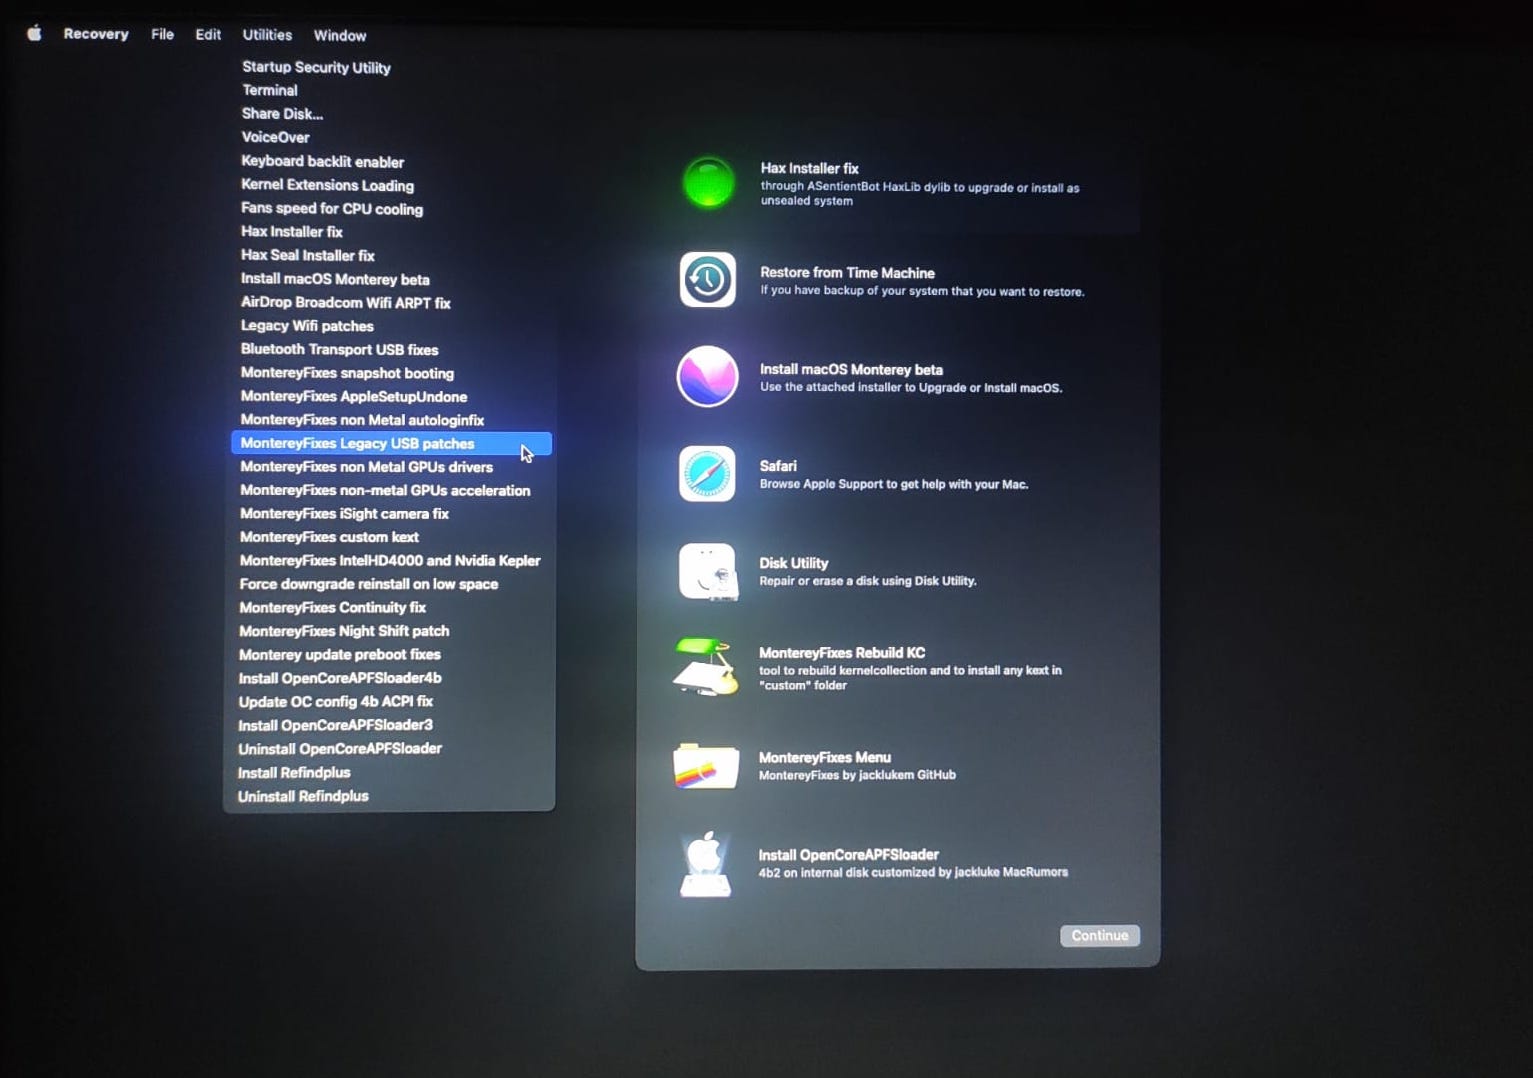 Recovery File Edit Utilities Window
Startup Security Utility
Terminal
Share Disk...
VoiceOver
Keyboard backlit enabler
Kernel Extensions Loading
Fans speed for CPU cooling
Hax Installer fix
Hax Seal Installer fix
Install macOS Monterey beta
AirDrop Broadcom Wifi ARPT fix
Legacy Wifi patches
Bluetooth Transport USB fixes
MontereyFixes snapshot booting
MontereyFixes AppleSetupUndone
MontereyFixes non Metal autologinfix
MontereyFixes Legacy USB patches
MontereyFixes non Metal GPUs drivers
MontereyFixes non-metal GPUs acceleration
MontereyFixes iSight camera fix
MontereyFixes custom kext
MontereyFixes IntelHD4000 and Nvidia Kepler
Force downgrade reinstall on low space
MontereyFixes Continuity fix
MontereyFixes Night Shift patch
Monterey update preboot fixes
Install OpenCoreAPFSloader4b
Update OC config 4b ACPI fix
Install OpenCoreAPFSloader3
Uninstall OpenCoreAPFSloader
Install Refindplus
Uninstall Refindplus
Hax Installer fix
through ASentientBot HaxLib dylib to upgrade or install as
unsealed system
Restore from Time Machine
If you have backup of your system that you want to restore.
Install macOS Monterey beta
Use the attached installer to Upgrade or Install macOS.
Safari
Browse Apple Support to get help with your Mac.
Disk Utility
Repair or erase a disk using Disk Utility.
MontereyFixes Rebuild KC
tool to rebuild kernelcollection and to install any kext in
"custom" folder
MontereyFixes Menu
MontereyFixes by jacklukem GitHub
Install OpenCoreAPFSloader
4b2 on internal disk customized by jackluke MacRumors
Continue